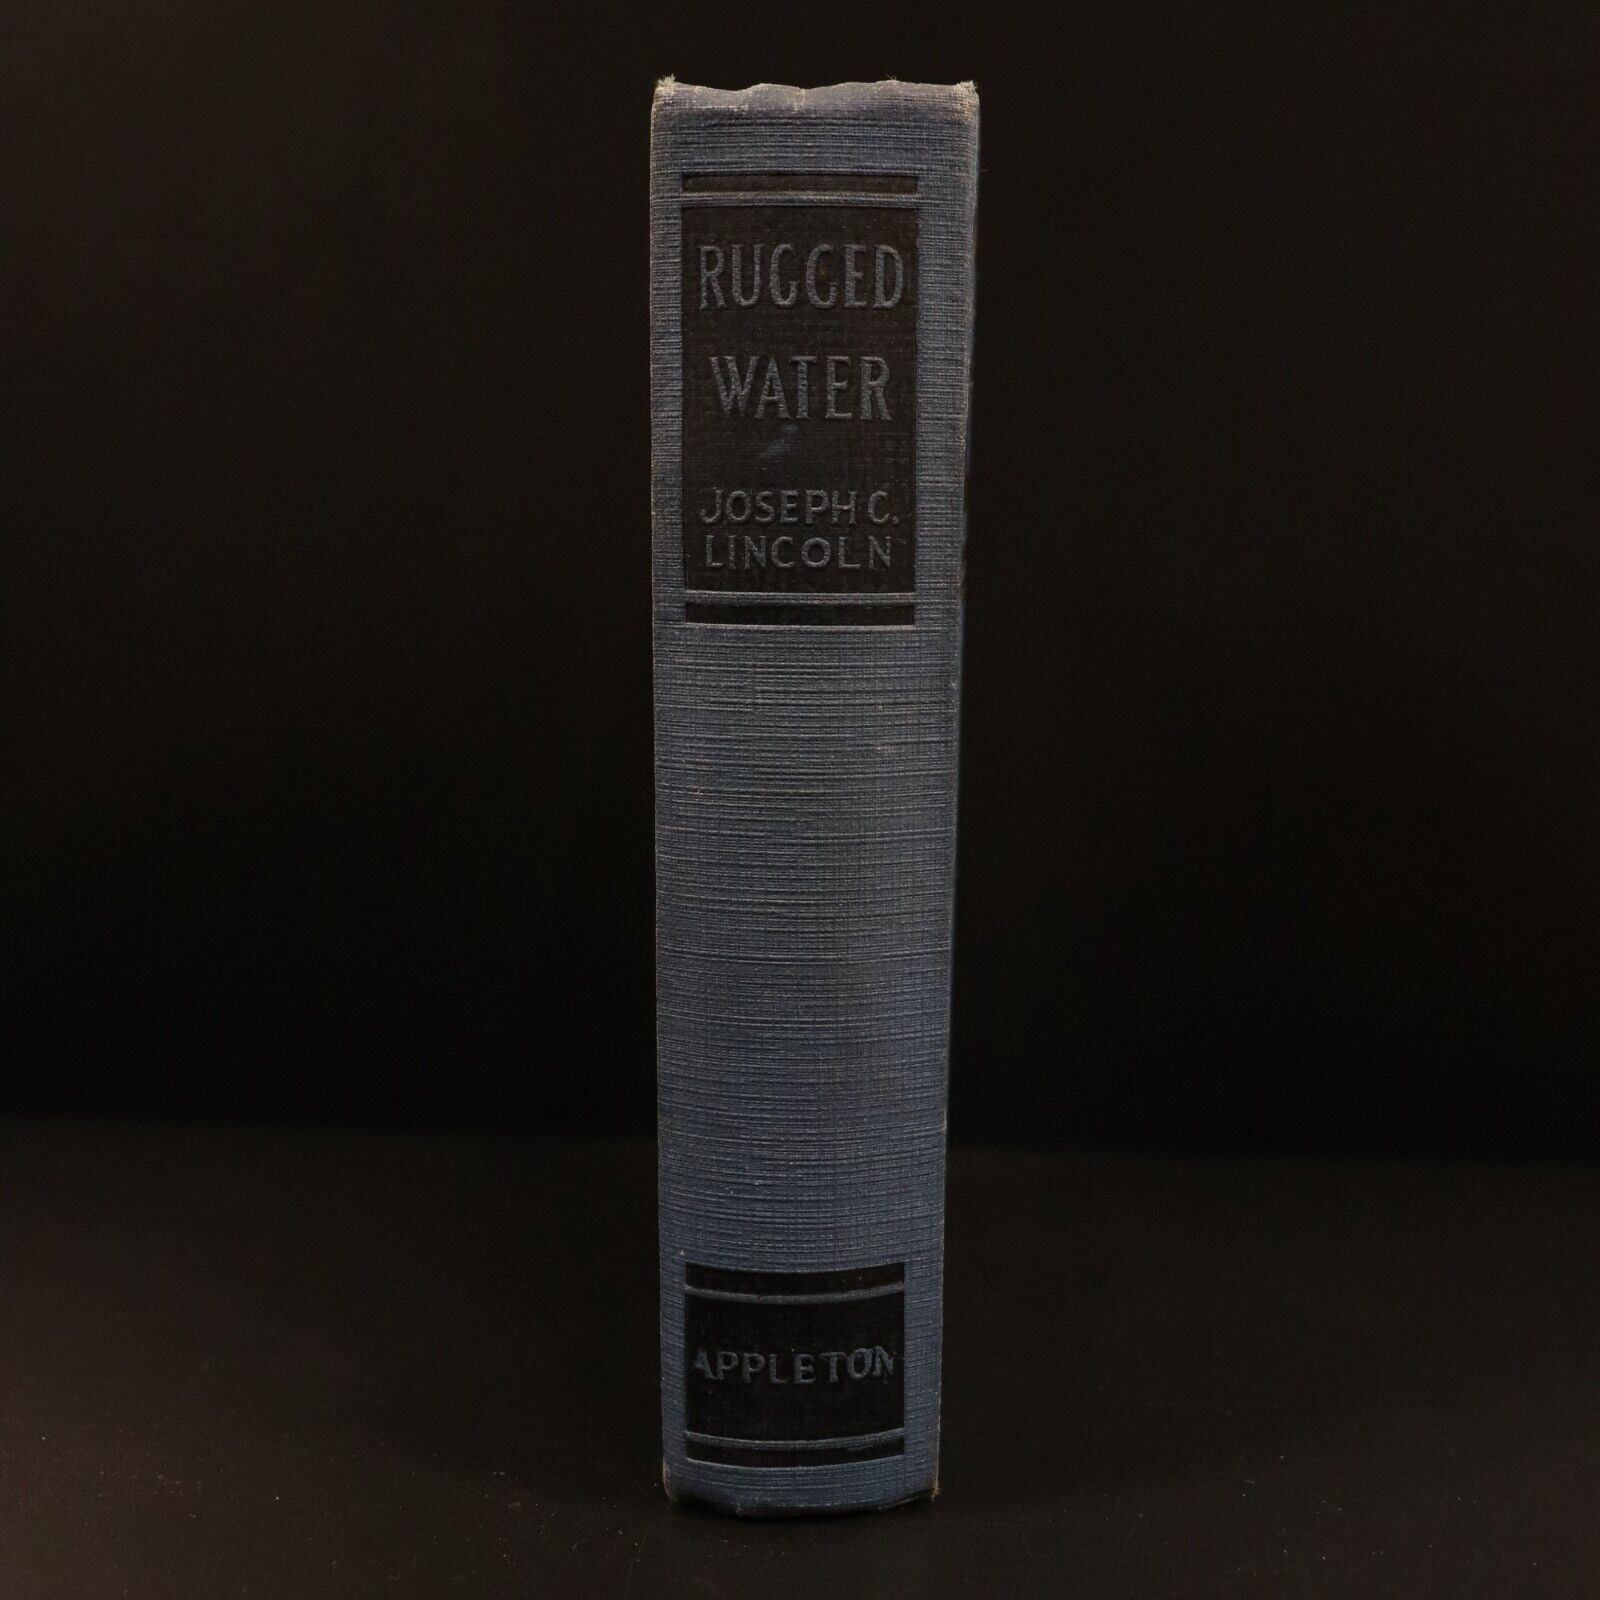 RUGGED
WATER
JOSEPH C.
LINCOLN
APPLETON